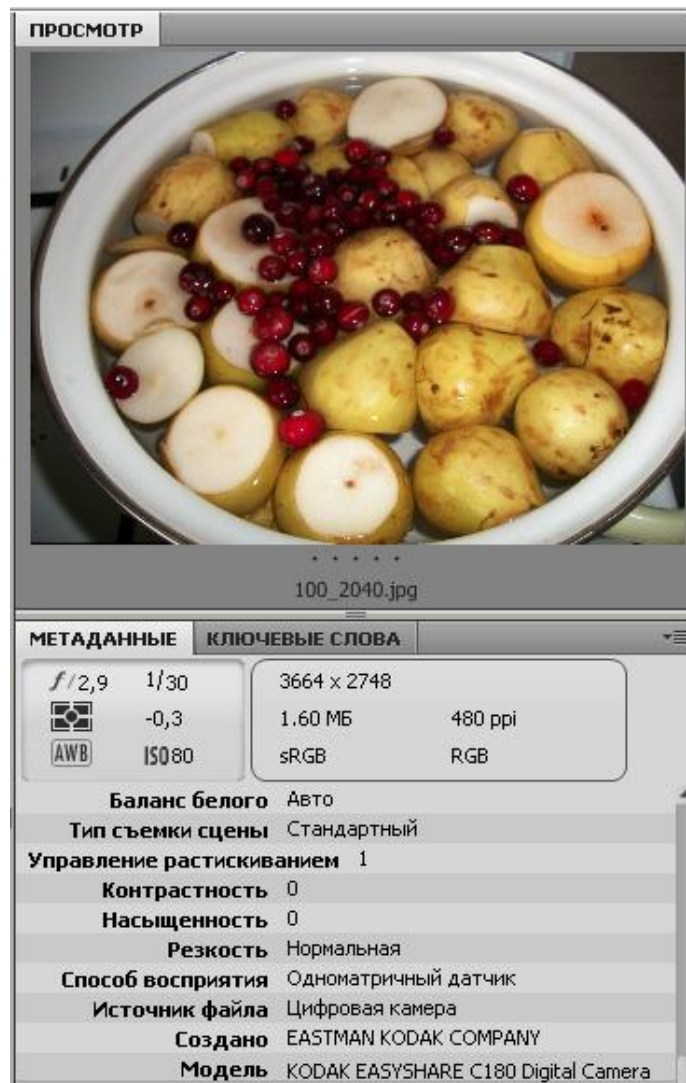 ПРОСМОТР
100_2040.jpg
МЕТАДАННЫЕ КЛЮЧЕВЫЕ СЛОВА
f/2,9 1/30
-0,3
AWB ISO80
3664 x 2748
1.60 МБ 480 ppi
sRGB RGB
Баланс белого Авто
Тип съемки сцены Стандартный
Управление растискиванием 1
Контрастность 0
Насыщенность 0
Резкость Нормальная
Способ восприятия Одноматричный датчик
Источник файла Цифровая камера
Создано EASTMAN KODAK COMPANY
Модель KODAK EASYSHARE C180 Digital Camera